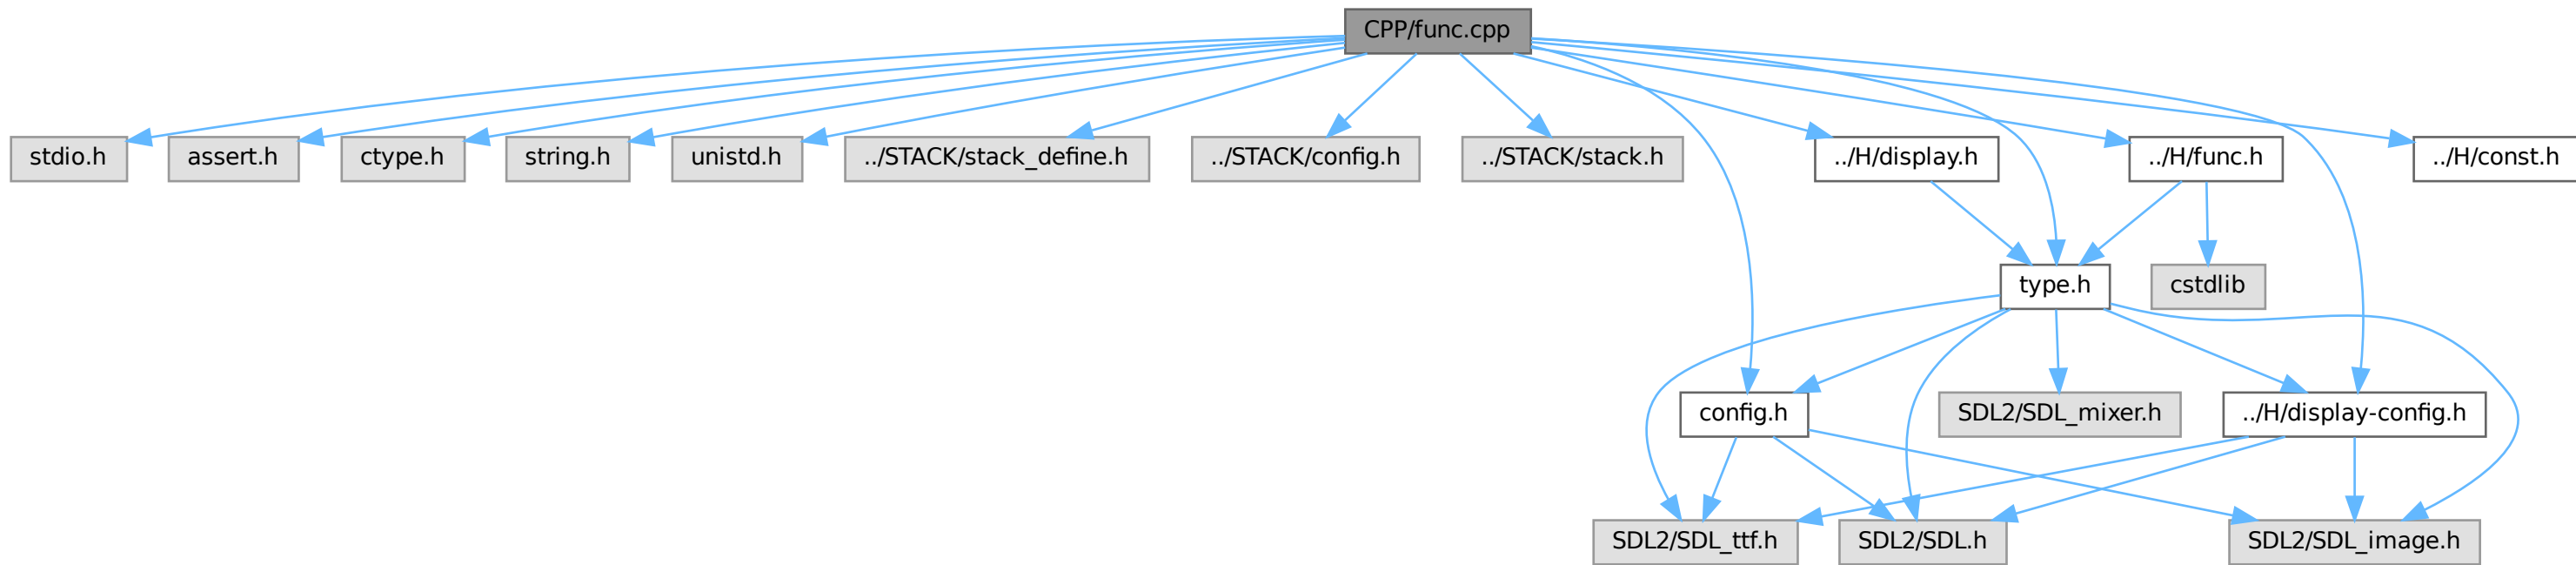 CPP/func.cpp
stdio.h
assert.h
ctype.h
string.h
unistd.h
../STACK/stack_define.h
../STACK/config.h
../STACK/stack.h
../H/display.h
../H/func.h
../H/const.h
type.h
cstdlib
config.h
SDL2/SDL_mixer.h
../H/display-config.h
SDL2/SDL_ttf.h
SDL2/SDL.h
SDL2/SDL_image.h